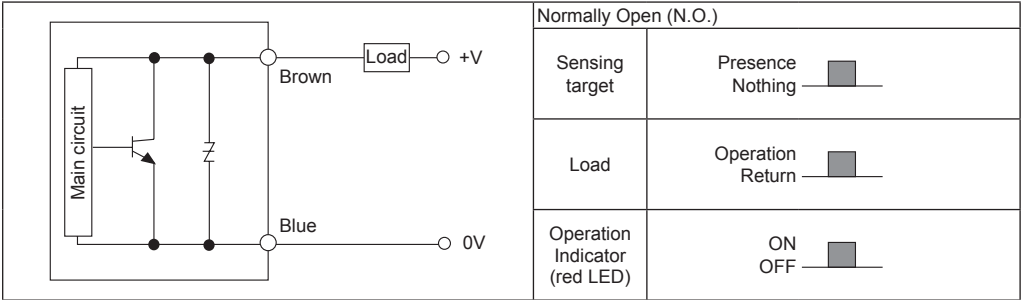 Main circuit
Brown
Load
+V
Blue
0V
Normally Open (N.O.)
Sensing
target
Presence
Nothing
Load
Operation
Return
Operation
Indicator
(red LED)
ON
OFF